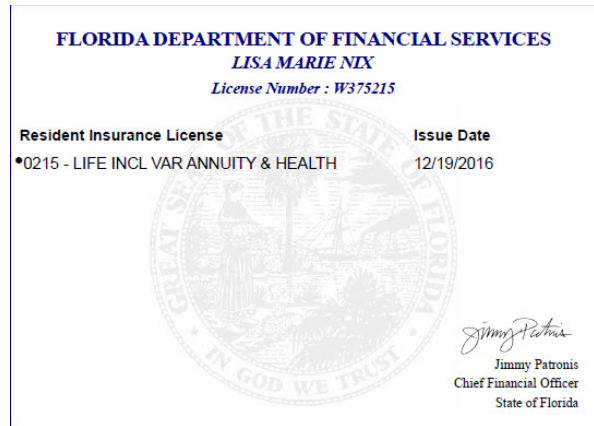 FLORIDA DEPARTMENT OF FINANCIAL SERVICES
LISA MARIE NIX
License Number : W375215
Resident Insurance License Issue Date
•0215 - LIFE INCL VAR ANNUITY & HEALTH 12/19/2016
GREAT SEAL OF THE STATE OF FLORIDA
IN GOD WE TRUST
Jimmy Patronis
Jimmy Patronis
Chief Financial Officer
State of Florida